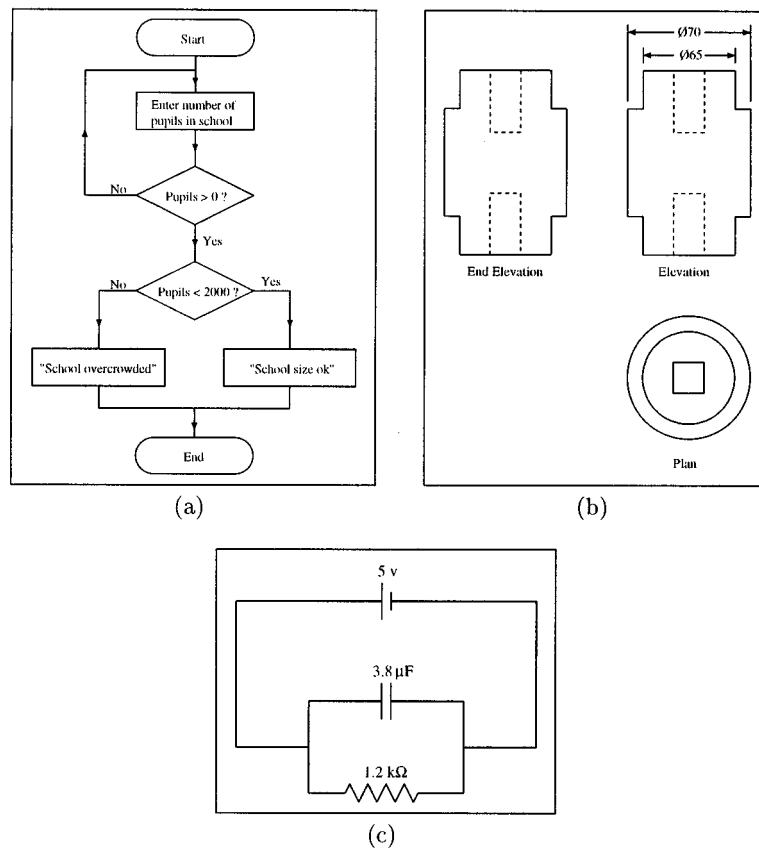 Start
Enter number of
pupils in school
No
Pupils > 0 ?
Yes
No
Pupils < 2000 ?
Yes
"School overcrowded"
"School size ok"
End
(a)
Ø70
Ø65
End Elevation
Elevation
Plan
(b)
5 v
3.8 µF
1.2 kΩ
(c)